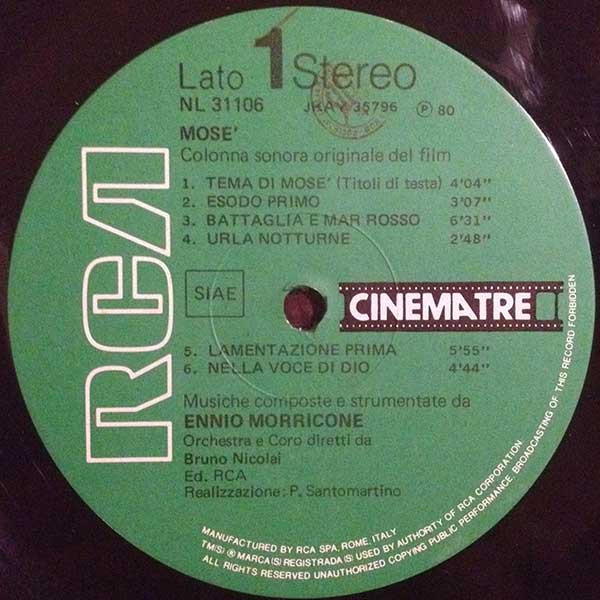 Lato 1 Stereo
NL 31106 JKAY 35796 Ⓟ 80
MOSE'
Colonna sonora originale del film
1. TEMA DI MOSE' (Titoli di testa) 4'04"
2. ESODO PRIMO 3'07"
3. BATTAGLIA E MAR ROSSO 6'31"
4. URLA NOTTURNE 2'48"
RCA
SIAE
CINEMATRE
5. LAMENTAZIONE PRIMA 5'55"
6. NELLA VOCE DI DIO 4'44"
Musiche composte e strumentate da
ENNIO MORRICONE
Orchestra e Coro diretti da
Bruno Nicolai
Ed. RCA
Realizzazione: P. Santomartino
MANUFACTURED BY RCA SPA, ROME, ITALY
TM(S) ® MARCA(S) REGISTRADA(S) USED BY AUTHORITY OF RCA CORPORATION
ALL RIGHTS RESERVED UNAUTHORIZED COPYING PUBLIC PERFORMANCE, BROADCASTING OF THIS RECORD FORBIDDEN